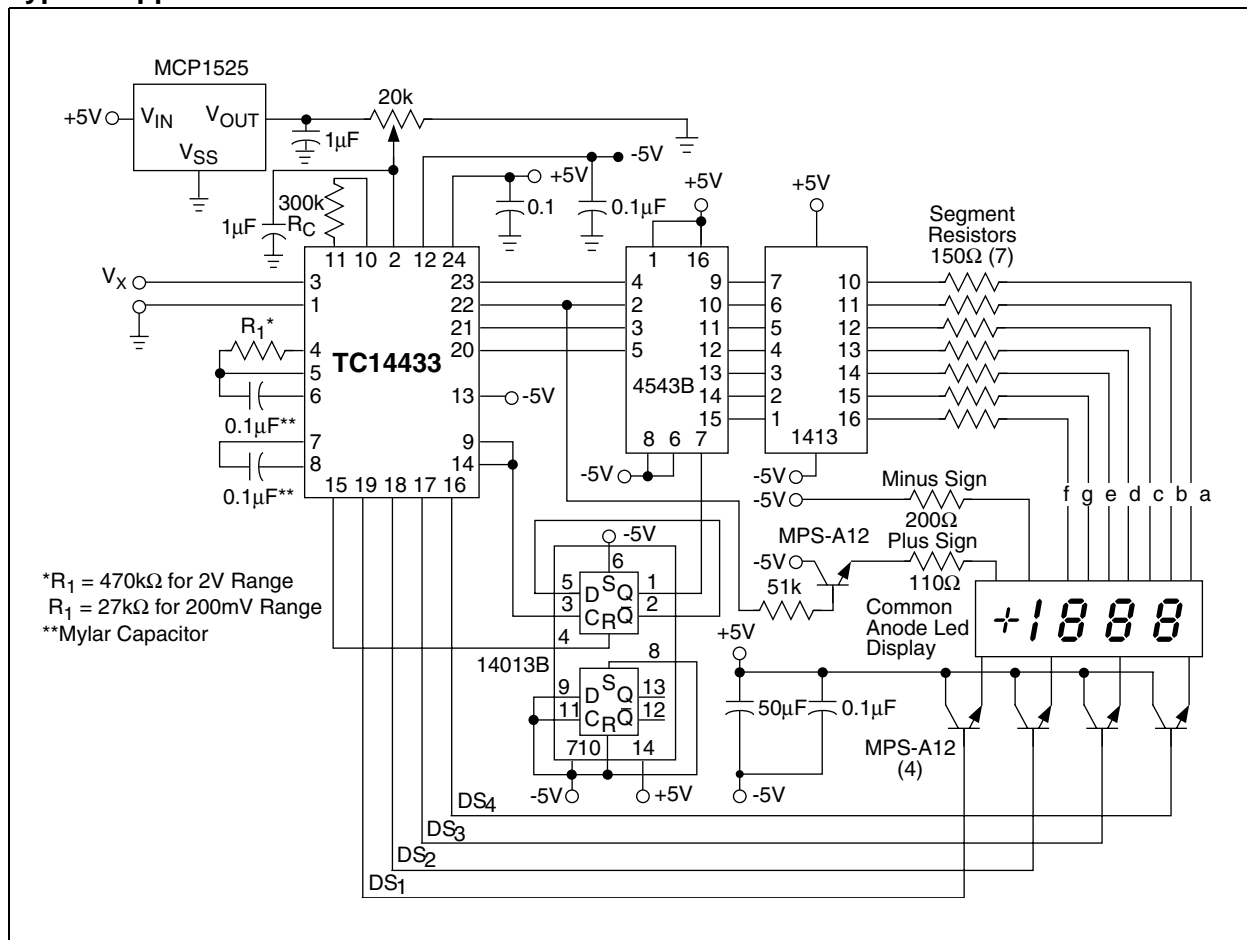 MCP1525
+5V
VIN
VOUT
VSS
1µF
20k
-5V
+5V
0.1
0.1µF
300k
RC
1µF
11 10 2 12 24
VX
3
1
R1*
4
5
6
0.1µF**
7
8
0.1µF**
TC14433
23
22
21
20
13
-5V
9
14
15 19 18 17 16
+5V
1 16
4
2
3
5
9
10
11
12
13
14
15
4543B
8 6 7
-5V
+5V
7
6
5
4
3
2
1
10
11
12
13
14
15
16
1413
-5V
Segment
Resistors
150Ω (7)
f g e d c b a
Minus Sign
-5V
200Ω
MPS-A12
Plus Sign
-5V
110Ω
51k
Common
Anode Led
Display
+1888
-5V
6
5 D S Q 1
3 C R Q̅ 2
4
14013B
8
9 D S Q 13
11 C R Q̅ 12
7 10 14
-5V
+5V
+5V
50µF
0.1µF
-5V
MPS-A12
(4)
*R1 = 470kΩ for 2V Range
R1 = 27kΩ for 200mV Range
**Mylar Capacitor
DS4
DS3
DS2
DS1